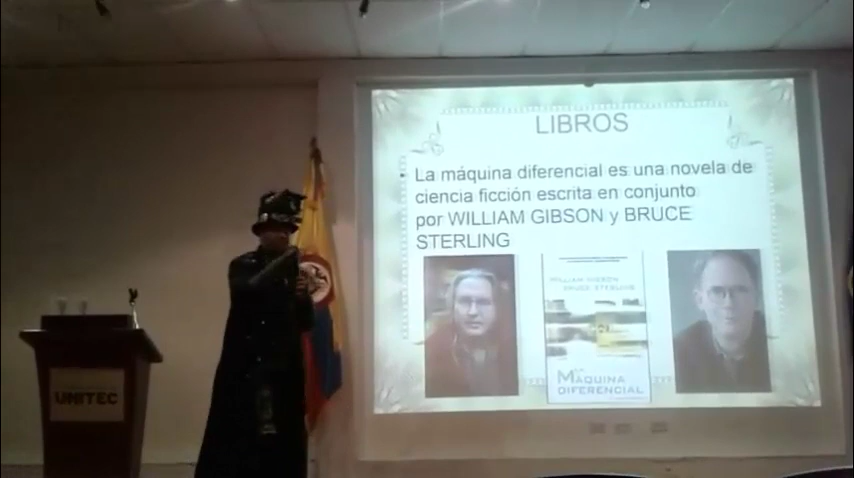 LIBROS
La máquina diferencial es una novela de
ciencia ficción escrita en conjunto
por WILLIAM GIBSON y BRUCE
STERLING
WILLIAM GIBSON
BRUCE STERLING
LA
MÁQUINA
DIFERENCIAL
UNITEC